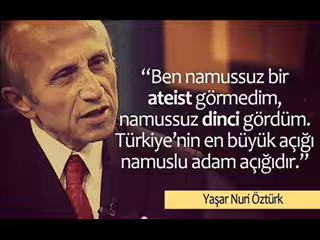 “Ben namussuz bir
ateist görmedim,
namussuz dinci gördüm.
Türkiye’nin en büyük açığı
namuslu adam açığıdır.”
Yaşar Nuri Öztürk